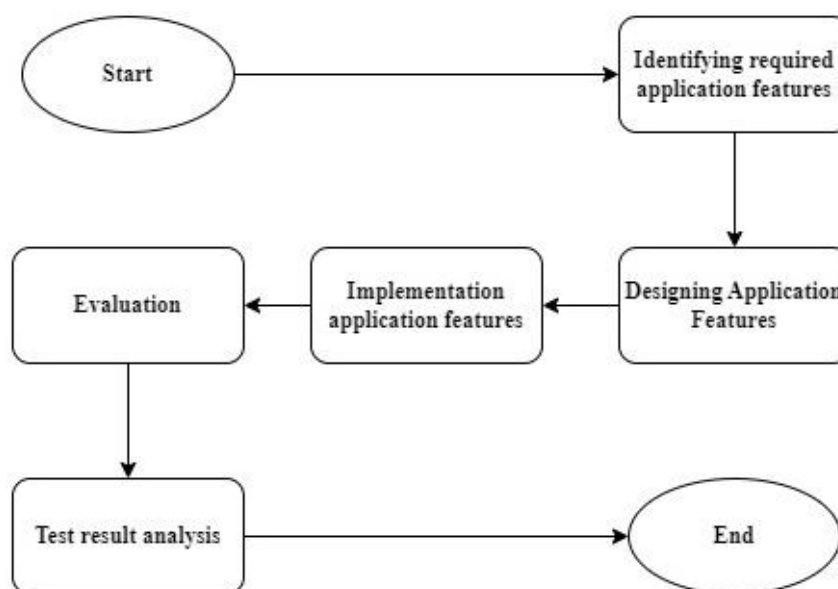 Start
Identifying required
application features
Designing Application
Features
Implementation
application features
Evaluation
Test result analysis
End